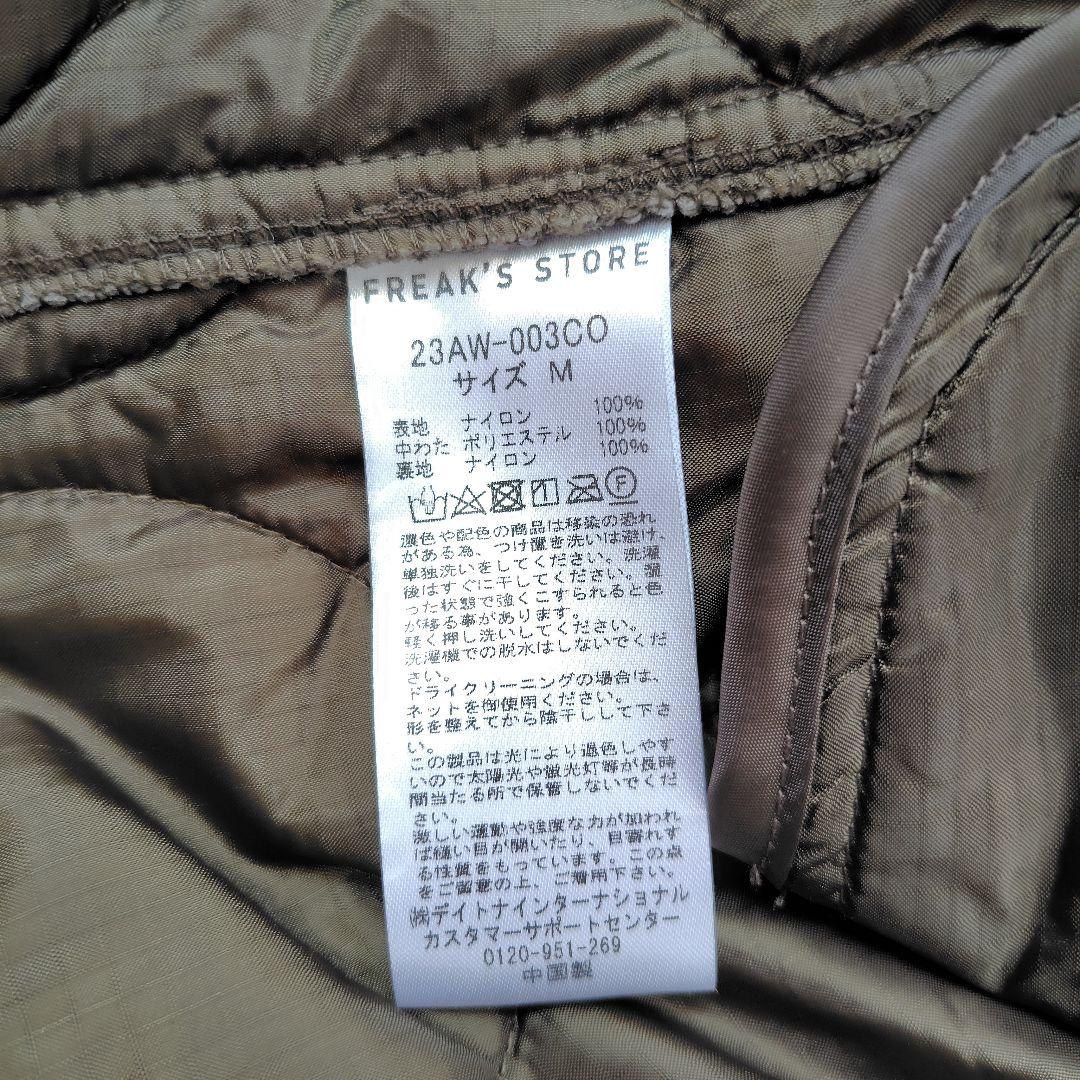 FREAK'S STORE
23AW-003CO
サイズ M
表地 ナイロン 100%
中わた ポリエステル 100%
裏地 ナイロン 100%
F
濃色や配色の商品は移染の恐れ
がある為、つけ置き洗いは避け、
単独洗いをしてください。洗濯
後はすぐに干してください。湿
った状態で強くこすられると色
が移る事があります。
軽く押し洗いしてください。
洗濯機での脱水はしないでくだ
さい。
ドライクリーニングの場合は、
ネットを御使用ください。
形を整えてから陰干しして下さ
い。
この製品は光により退色しやす
いので太陽光や蛍光灯等が長時
間当たる所で保管しないでくだ
さい。
激しい運動や強度な力が加われ
ば縫い目が開いたり、目寄れす
る性質をもっています。この点
をご留意の上、ご着用下さい。
㈱デイトナインターナショナル
カスタマーサポートセンター
0120-951-269
中国製